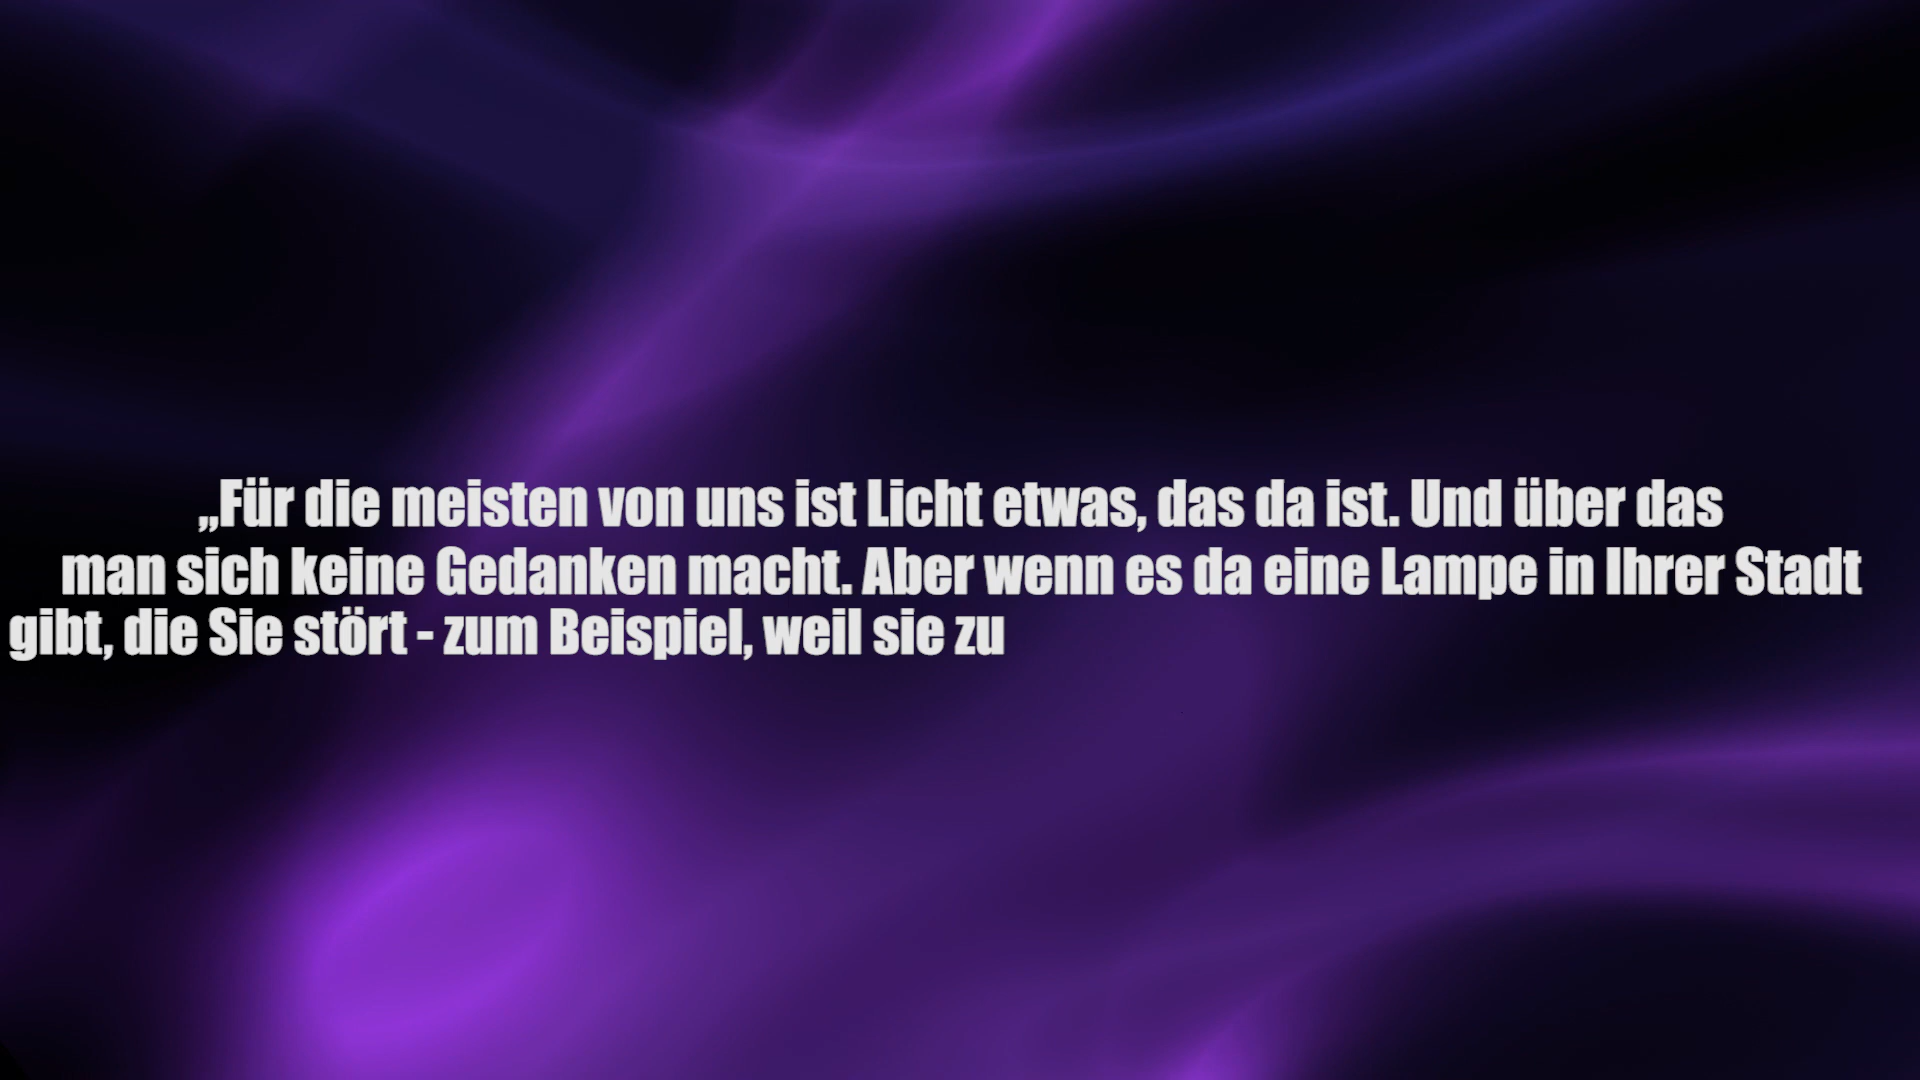 „Für die meisten von uns ist Licht etwas, das da ist. Und über das
man sich keine Gedanken macht. Aber wenn es da eine Lampe in Ihrer Stadt
gibt, die Sie stört - zum Beispiel, weil sie zu